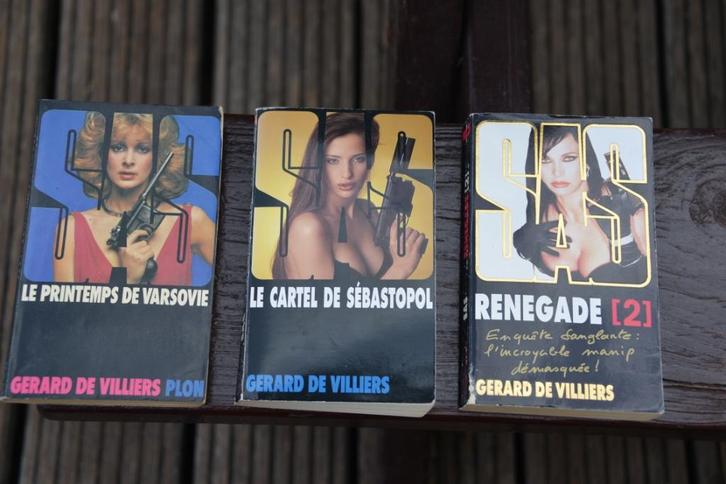 SAS
LE PRINTEMPS DE VARSOVIE
GERARD DE VILLIERS PLON
SAS
LE CARTEL DE SÉBASTOPOL
GERARD DE VILLIERS
SAS
RENEGADE [2]
Enquête sanglante :
l'incroyable manip
démasquée !
GERARD DE VILLIERS